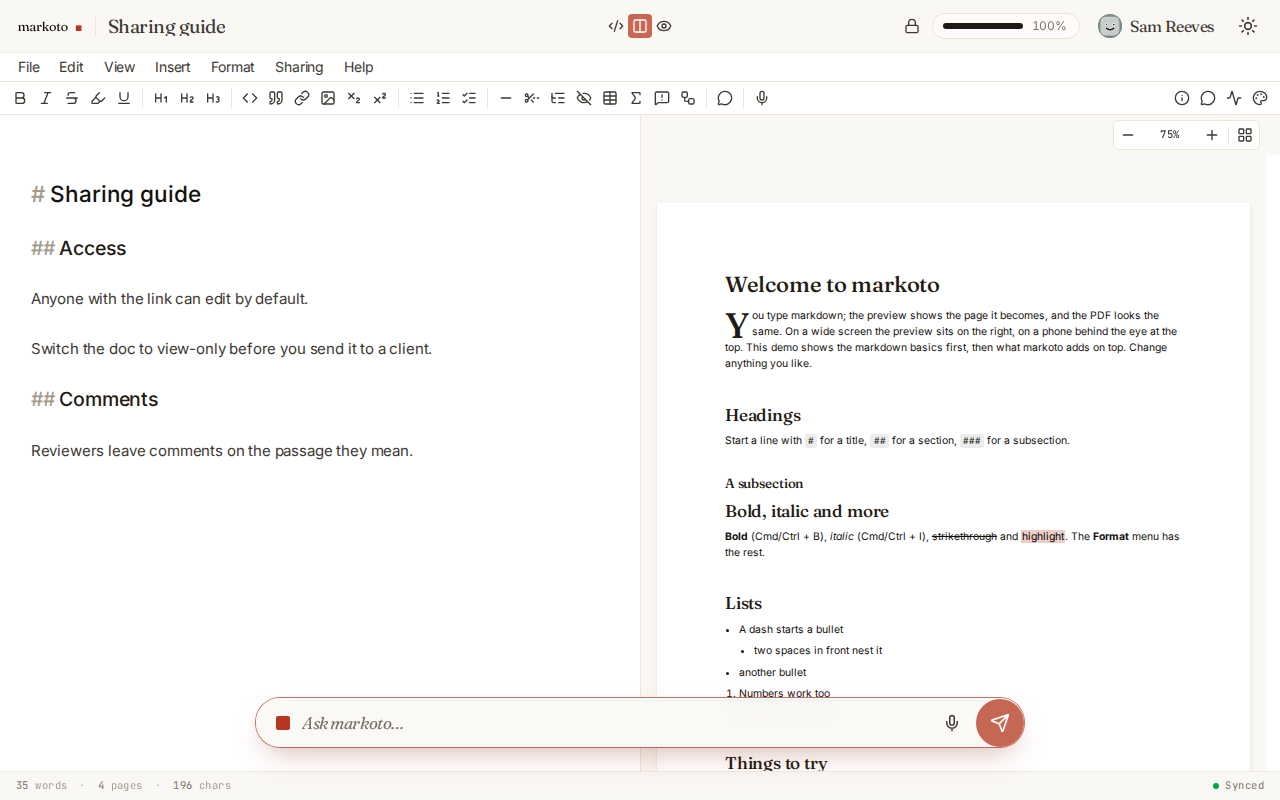 markoto
Sharing guide
100%
Sam Reeves
File Edit View Insert Format Sharing Help
H1 H2 H3
75%
# Sharing guide
## Access
Anyone with the link can edit by default.
Switch the doc to view-only before you send it to a client.
## Comments
Reviewers leave comments on the passage they mean.
Welcome to markoto
You type markdown; the preview shows the page it becomes, and the PDF looks the
same. On a wide screen the preview sits on the right, on a phone behind the eye at the
top. This demo shows the markdown basics first, then what markoto adds on top. Change
anything you like.
Headings
Start a line with # for a title, ## for a section, ### for a subsection.
A subsection
Bold, italic and more
Bold (Cmd/Ctrl + B), italic (Cmd/Ctrl + I), strikethrough and highlight. The Format menu has
the rest.
Lists
• A dash starts a bullet
• two spaces in front nest it
• another bullet
1. Numbers work too
Things to try
Ask markoto...
35 words · 4 pages · 196 chars
Synced